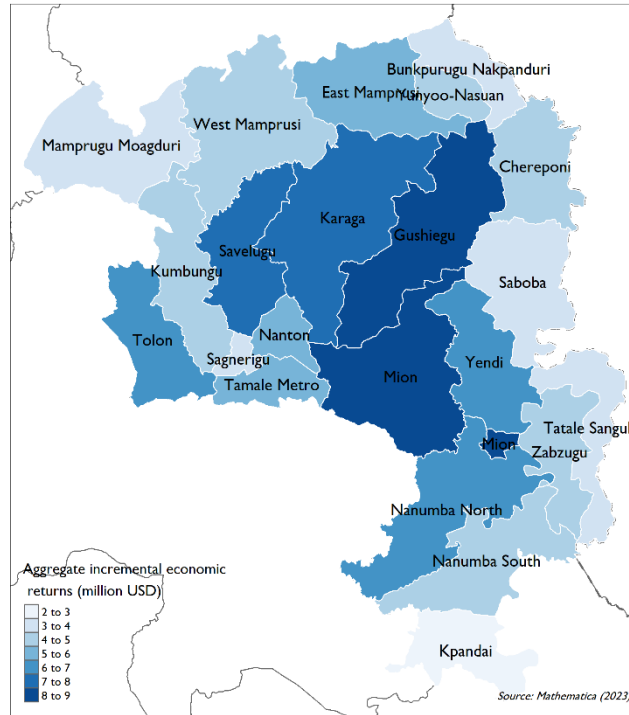 Bunkpurugu Nakpanduri
East Mamprusi
Yunyoo-Nasuan
West Mamprusi
Mamprugu Moagduri
Chereponi
Karaga
Gushiegu
Savelugu
Kumbungu
Saboba
Tolon
Nanton
Sagnerigu
Yendi
Tamale Metro
Mion
Tatale Sangul
Mion
Zabzugu
Nanumba North
Nanumba South
Aggregate incremental economic
returns (million USD)
2 to 3
3 to 4
4 to 5
5 to 6
6 to 7
7 to 8
8 to 9
Kpandai
Source: Mathematica (2023)